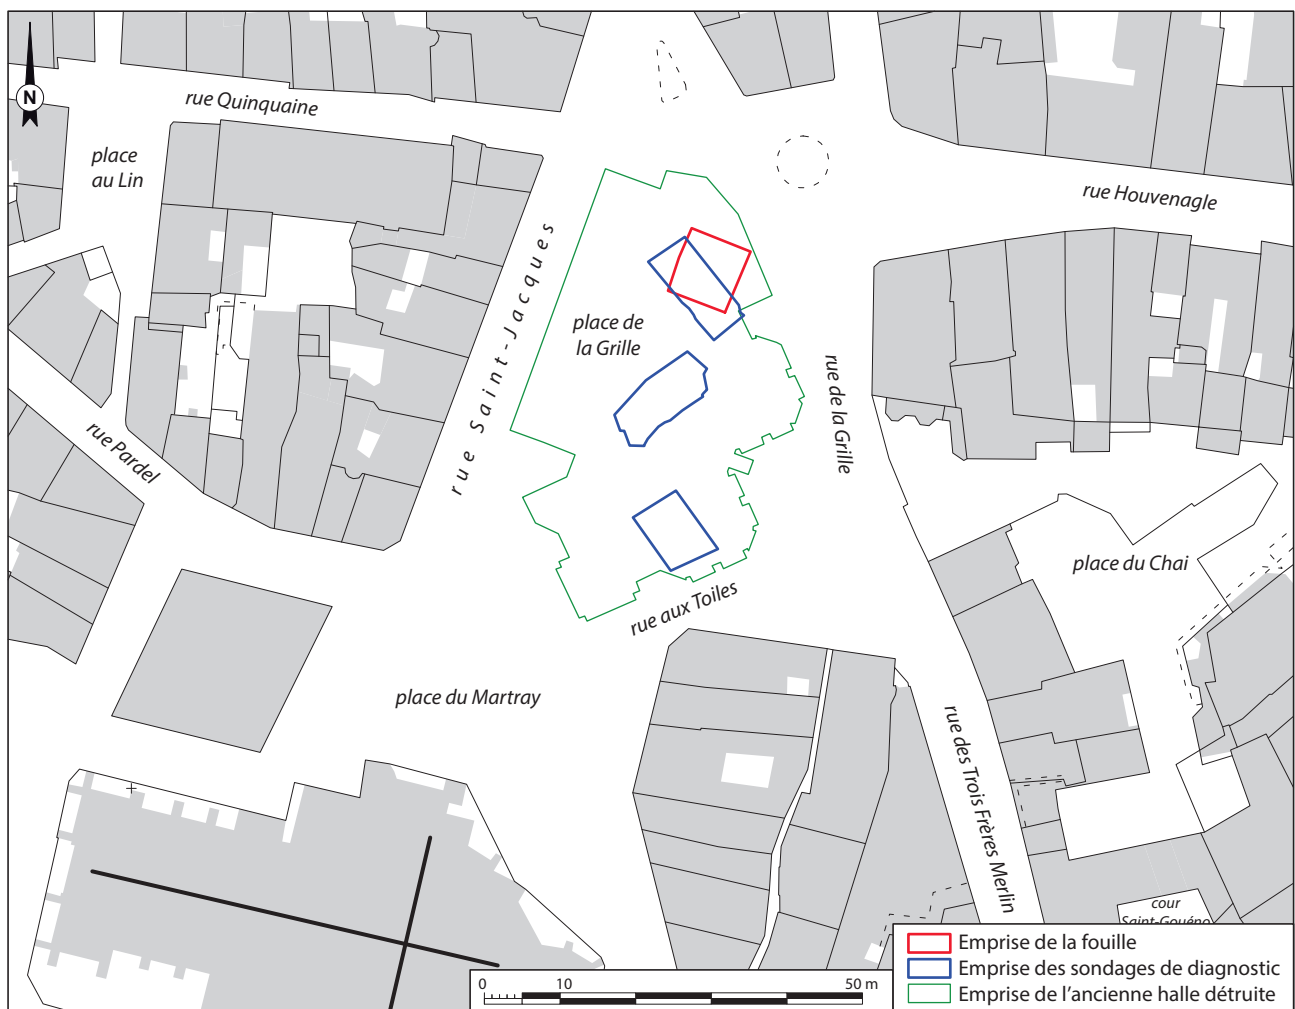 N
rue Quinquaine
place
au Lin
rue Houvenagle
rue Saint-Jacques
place de
la Grille
rue de la Grille
rue Pardel
place du Chai
rue aux Toiles
place du Martray
rue des Trois Frères Merlin
cour
Saint-Gouéno
0 10 50 m
Emprise de la fouille
Emprise des sondages de diagnostic
Emprise de l'ancienne halle détruite